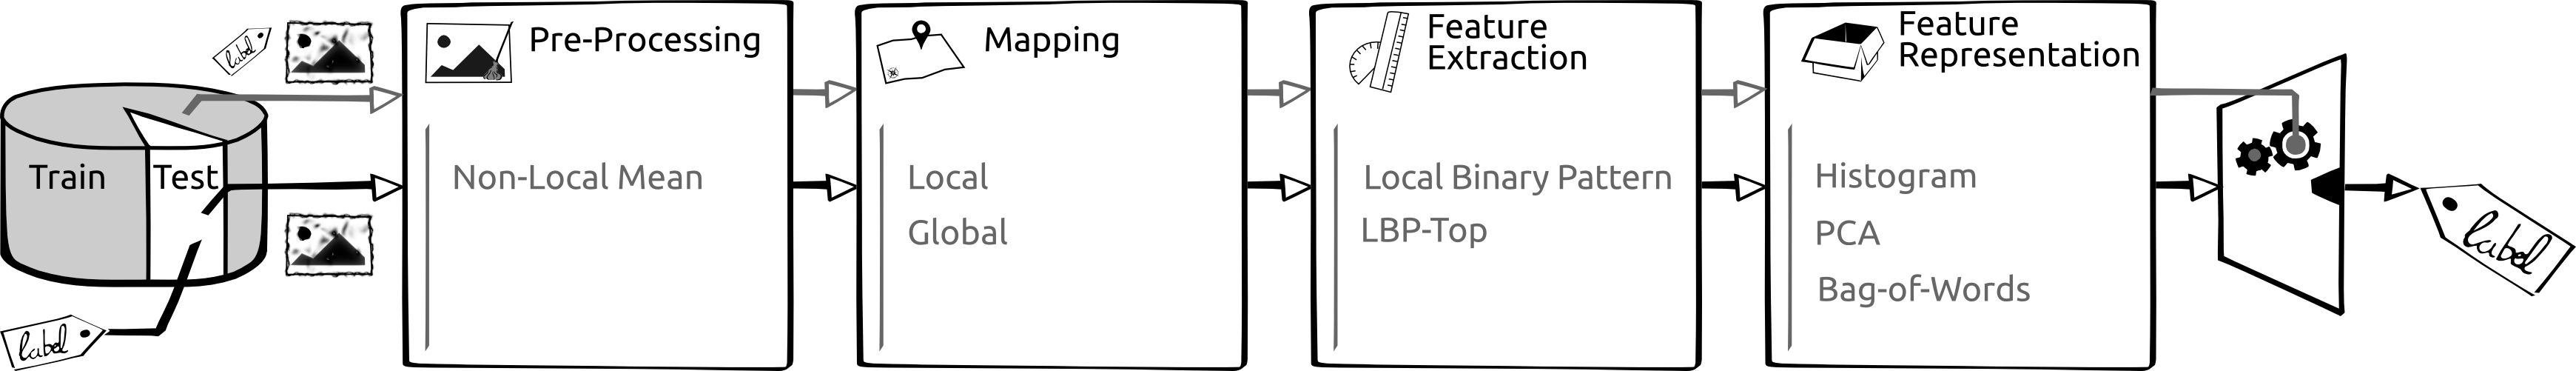 label
Train
Test
label
Pre-Processing
Non-Local Mean
Mapping
Local
Global
Feature
Extraction
Local Binary Pattern
LBP-Top
Feature
Representation
Histogram
PCA
Bag-of-Words
label